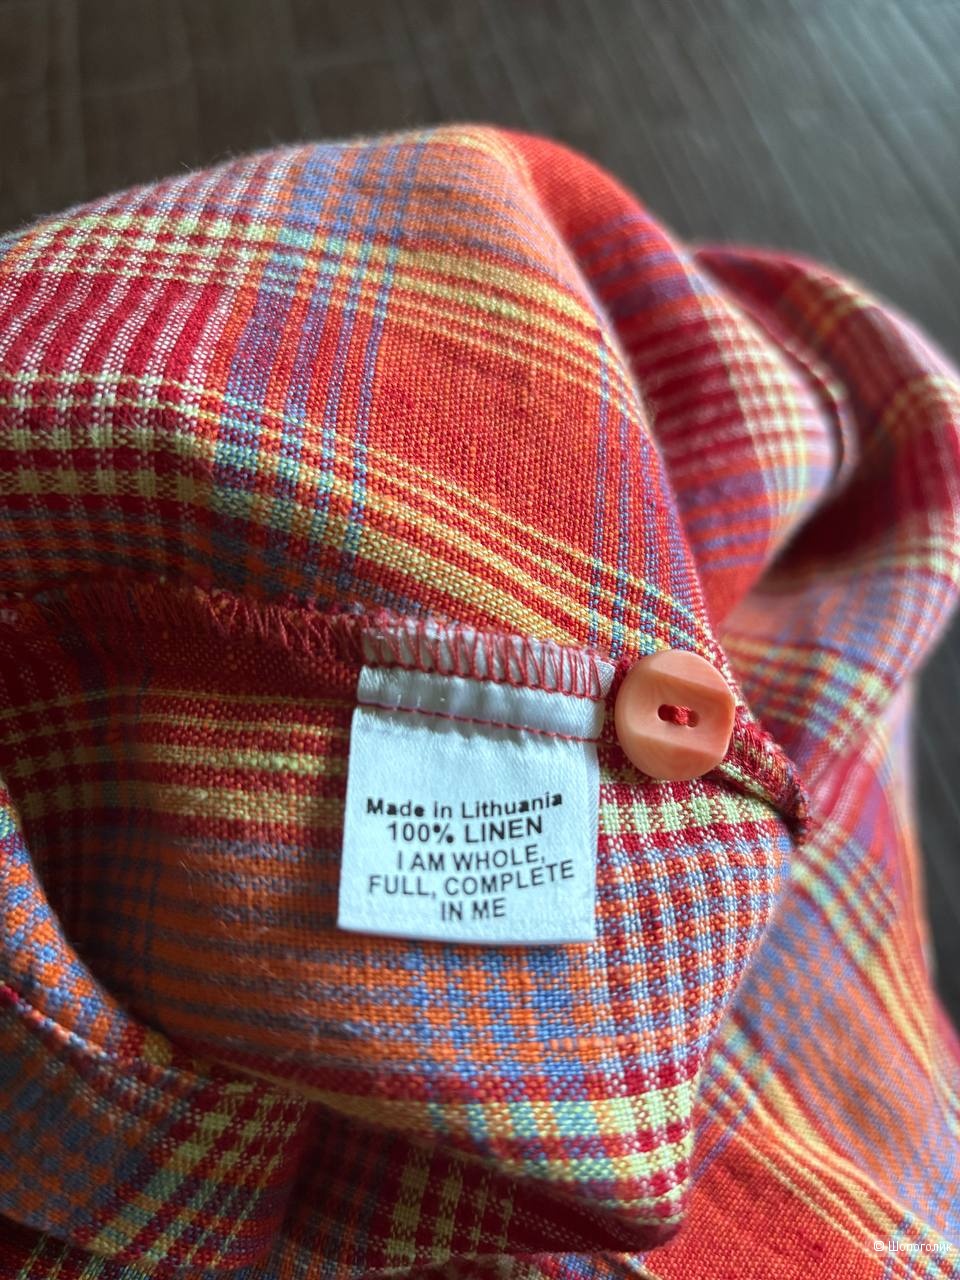 Made in Lithuania
100% LINEN
I AM WHOLE,
FULL, COMPLETE
IN ME
© Шопоголик